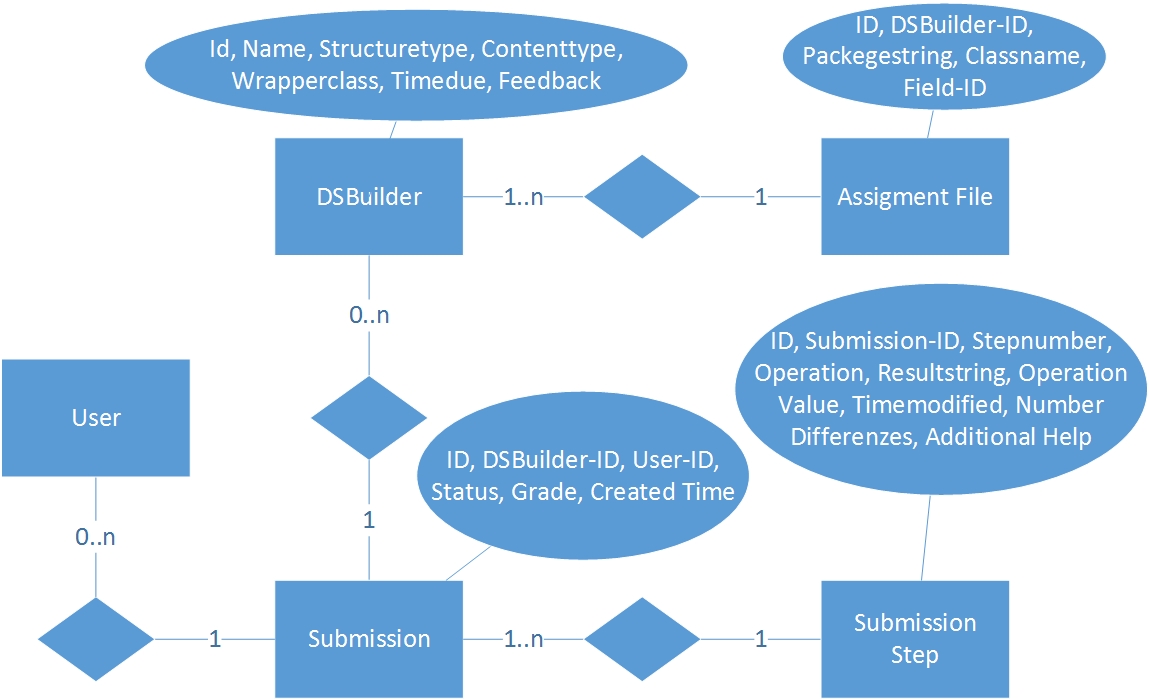 Id, Name, Structuretype, Contenttype,
Wrapperclass, Timedue, Feedback
ID, DSBuilder-ID,
Packegestring, Classname,
Field-ID
DSBuilder
1..n
1
Assigment File
0..n
ID, Submission-ID, Stepnumber,
Operation, Resultstring, Operation
Value, Timemodified, Number
Differenzes, Additional Help
User
ID, DSBuilder-ID, User-ID,
Status, Grade, Created Time
1
0..n
1
Submission
1..n
1
Submission
Step